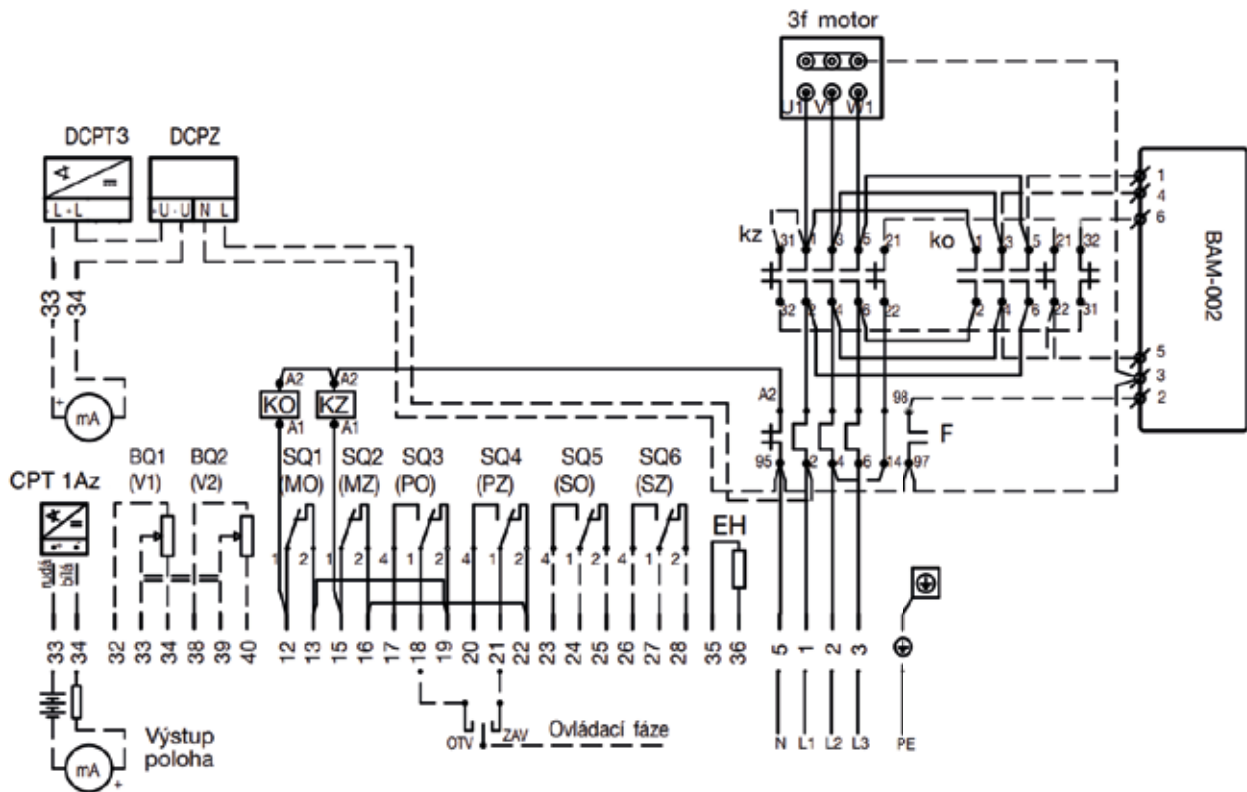 3f motor
U1 V1 W1
DCPT3 DCPZ
- L + L + U - U N L
33 34
mA +
BAM-002
1
4
6
5
3
2
kz 31 1 3 5 21 ko 1 3 5 21 32
32 2 4 6 22 2 4 6 22 31
A2 A2
KO KZ
A1 A1
A2 98
F
95 2 4 6 14 97
CPT 1Az
BQ1 BQ2
(V1) (V2)
SQ1 SQ2 SQ3 SQ4 SQ5 SQ6
(MO) (MZ) (PO) (PZ) (SO) (SZ)
EH
1 2 1 2 4 1 2 4 1 2 4 1 2 4 1 2
rudá bílá
33 34 32 33 34 38 39 40 12 13 15 16 17 18 19 20 21 22 23 24 25 26 27 28 35 36 5 1 2 3
OTV ZAV Ovládací fáze
N L1 L2 L3 PE
Výstup
poloha
mA +